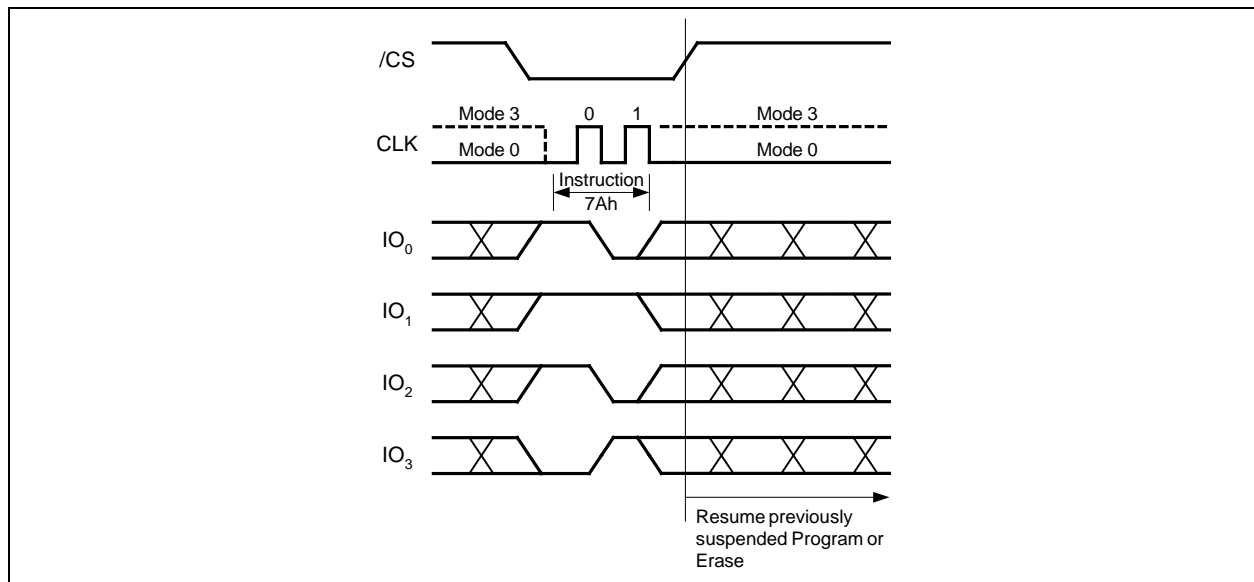 /CS
Mode 3 0 1 Mode 3
CLK
Mode 0 Mode 0
Instruction
7Ah
IO0
IO1
IO2
IO3
Resume previously
suspended Program or
Erase